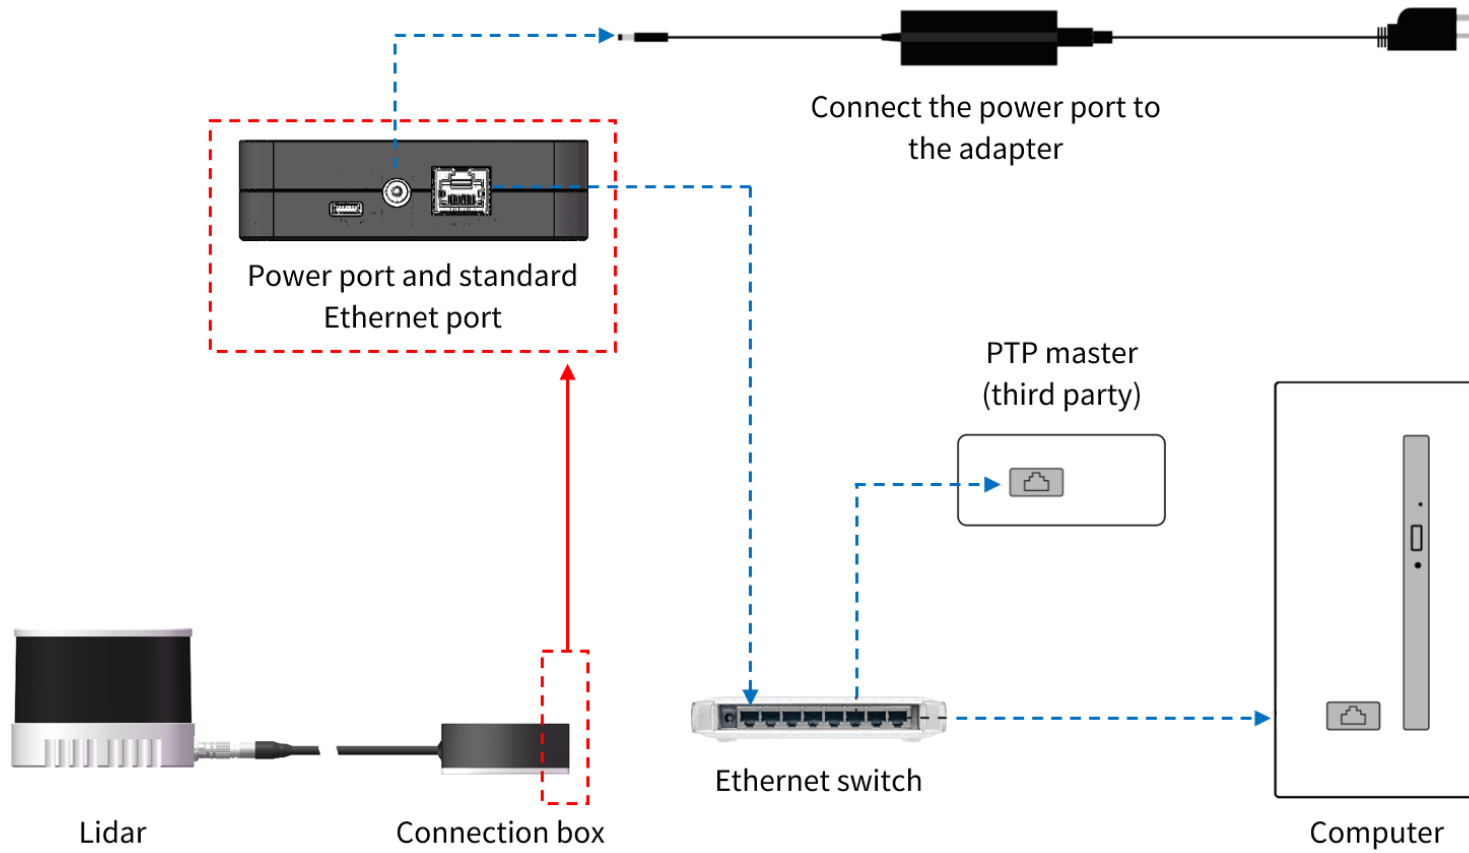 Connect the power port to
the adapter
Power port and standard
Ethernet port
PTP master
(third party)
Ethernet switch
Lidar
Connection box
Computer